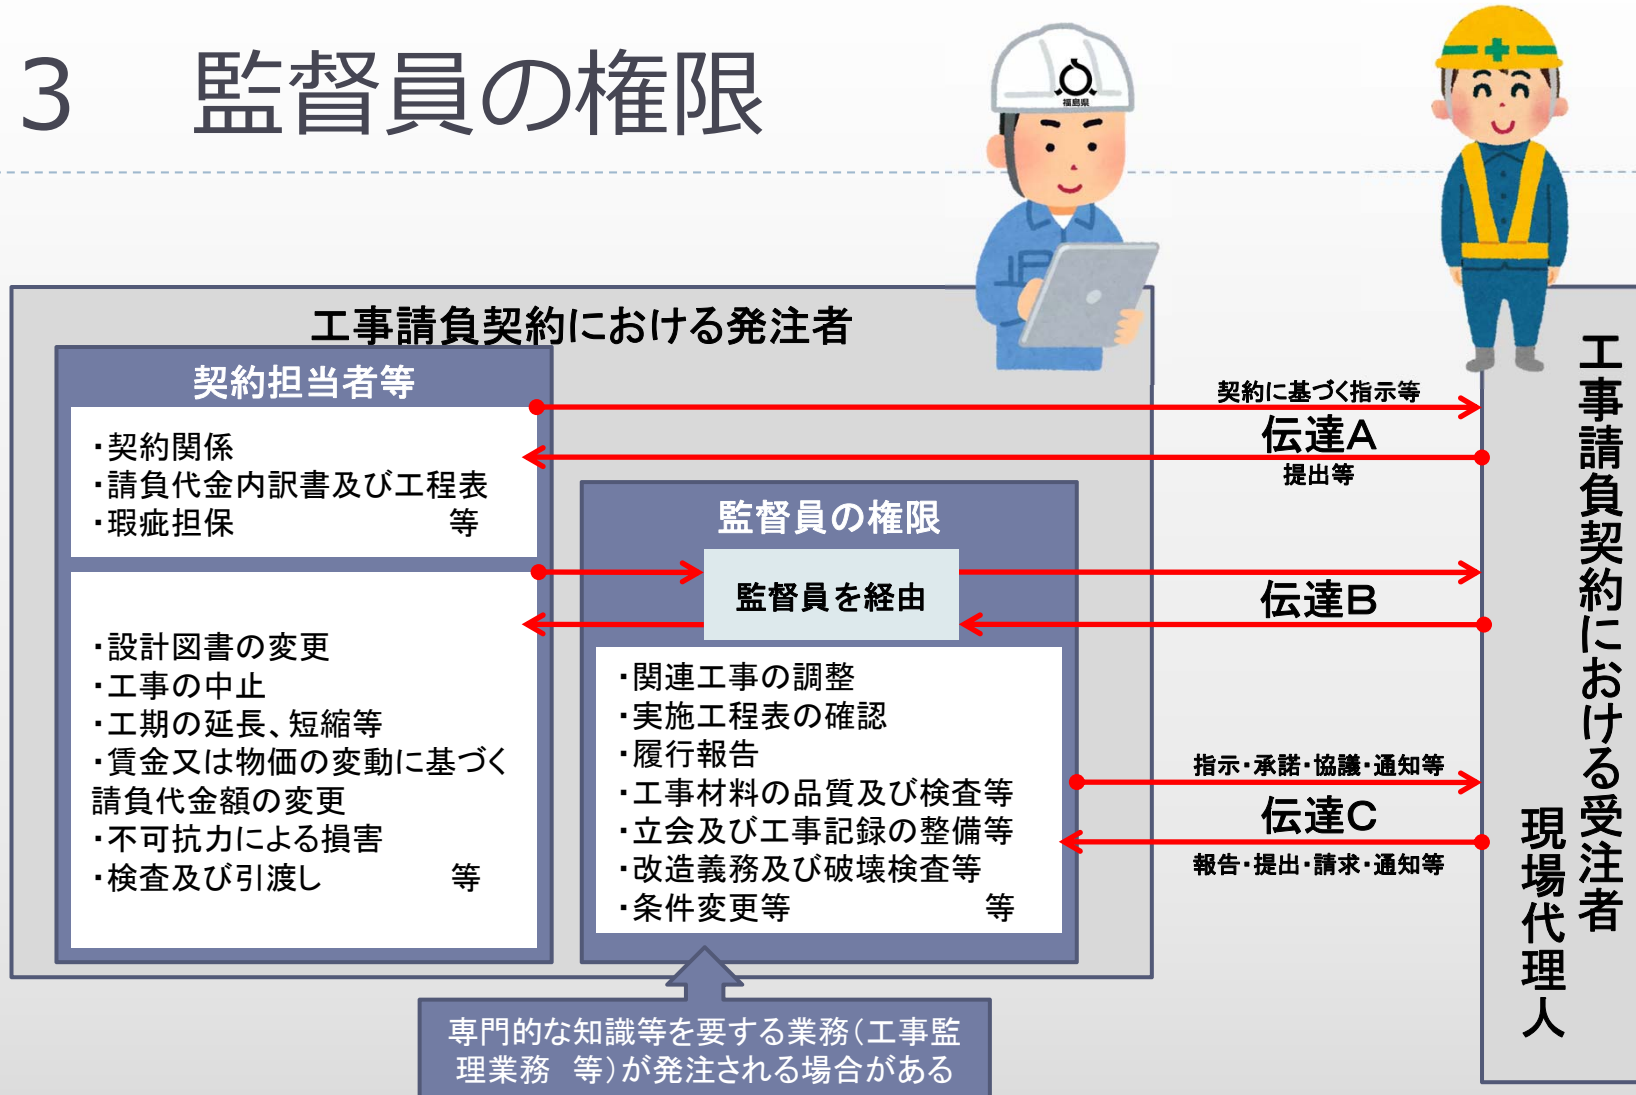 3　監督員の権限
福島県
工事請負契約における発注者
契約担当者等
・契約関係
・請負代金内訳書及び工程表
・瑕疵担保　等
・設計図書の変更
・工事の中止
・工期の延長、短縮等
・賃金又は物価の変動に基づく
請負代金額の変更
・不可抗力による損害
・検査及び引渡し　等
監督員の権限
監督員を経由
・関連工事の調整
・実施工程表の確認
・履行報告
・工事材料の品質及び検査等
・立会及び工事記録の整備等
・改造義務及び破壊検査等
・条件変更等　等
専門的な知識等を要する業務（工事監
理業務　等）が発注される場合がある
契約に基づく指示等
伝達A
提出等
伝達B
指示・承諾・協議・通知等
伝達C
報告・提出・請求・通知等
工事請負契約における受注者
現場代理人